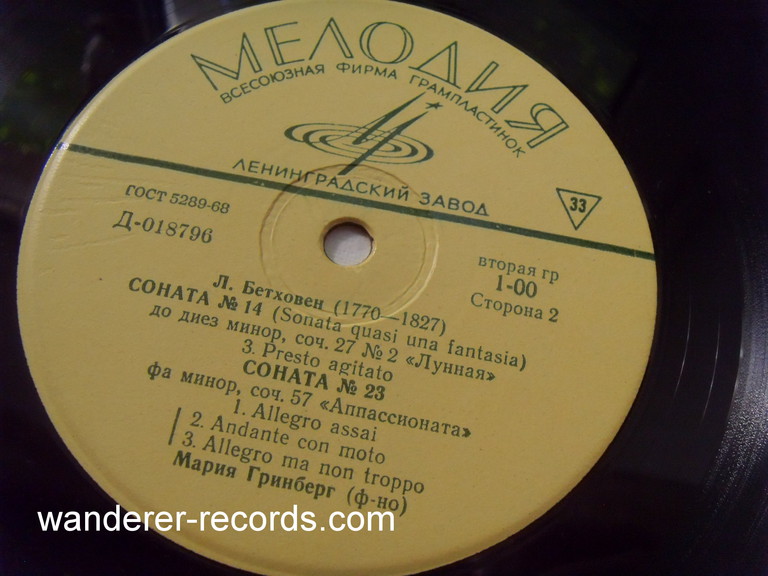 МЕЛОДИЯ
ВСЕСОЮЗНАЯ ФИРМА ГРАМПЛАСТИНОК
ЛЕНИНГРАДСКИЙ ЗАВОД
33
ГОСТ 5289-68
Д-018796
вторая гр
1-00
Сторона 2
Л. Бетховен (1770—1827)
СОНАТА № 14 (Sonata quasi una fantasia)
до диез минор, соч. 27 № 2 «Лунная»
3. Presto agitato
СОНАТА № 23
фа минор, соч. 57 «Аппассионата»
1. Allegro assai
2. Andante con moto
3. Allegro ma non troppo
Мария Гринберг (ф-но)
wanderer-records.com